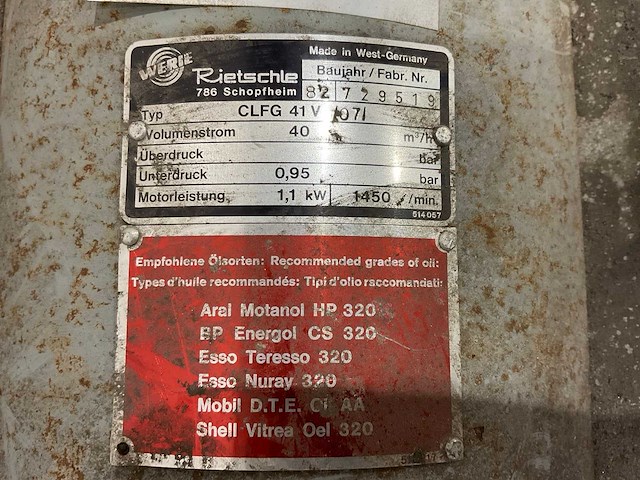 WERIE
Rietschle
786 Schopfheim
Made in West-Germany
Baujahr / Fabr. Nr.
82 729519
Typ CLFG 41 V /07/
Volumenstrom 40 m³/h
Überdruck bar
Unterdruck 0,95 bar
Motorleistung 1,1 kW 1450 /min.
514057
Empfohlene Ölsorten: Recommended grades of oil:
Types d'huile recommandés: Tipi d'olio raccomandati:
Aral Motanol HP 320
BP Energol CS 320
Esso Teresso 320
Esso Nuray 320
Mobil D.T.E. Oil AA
Shell Vitrea Oel 320